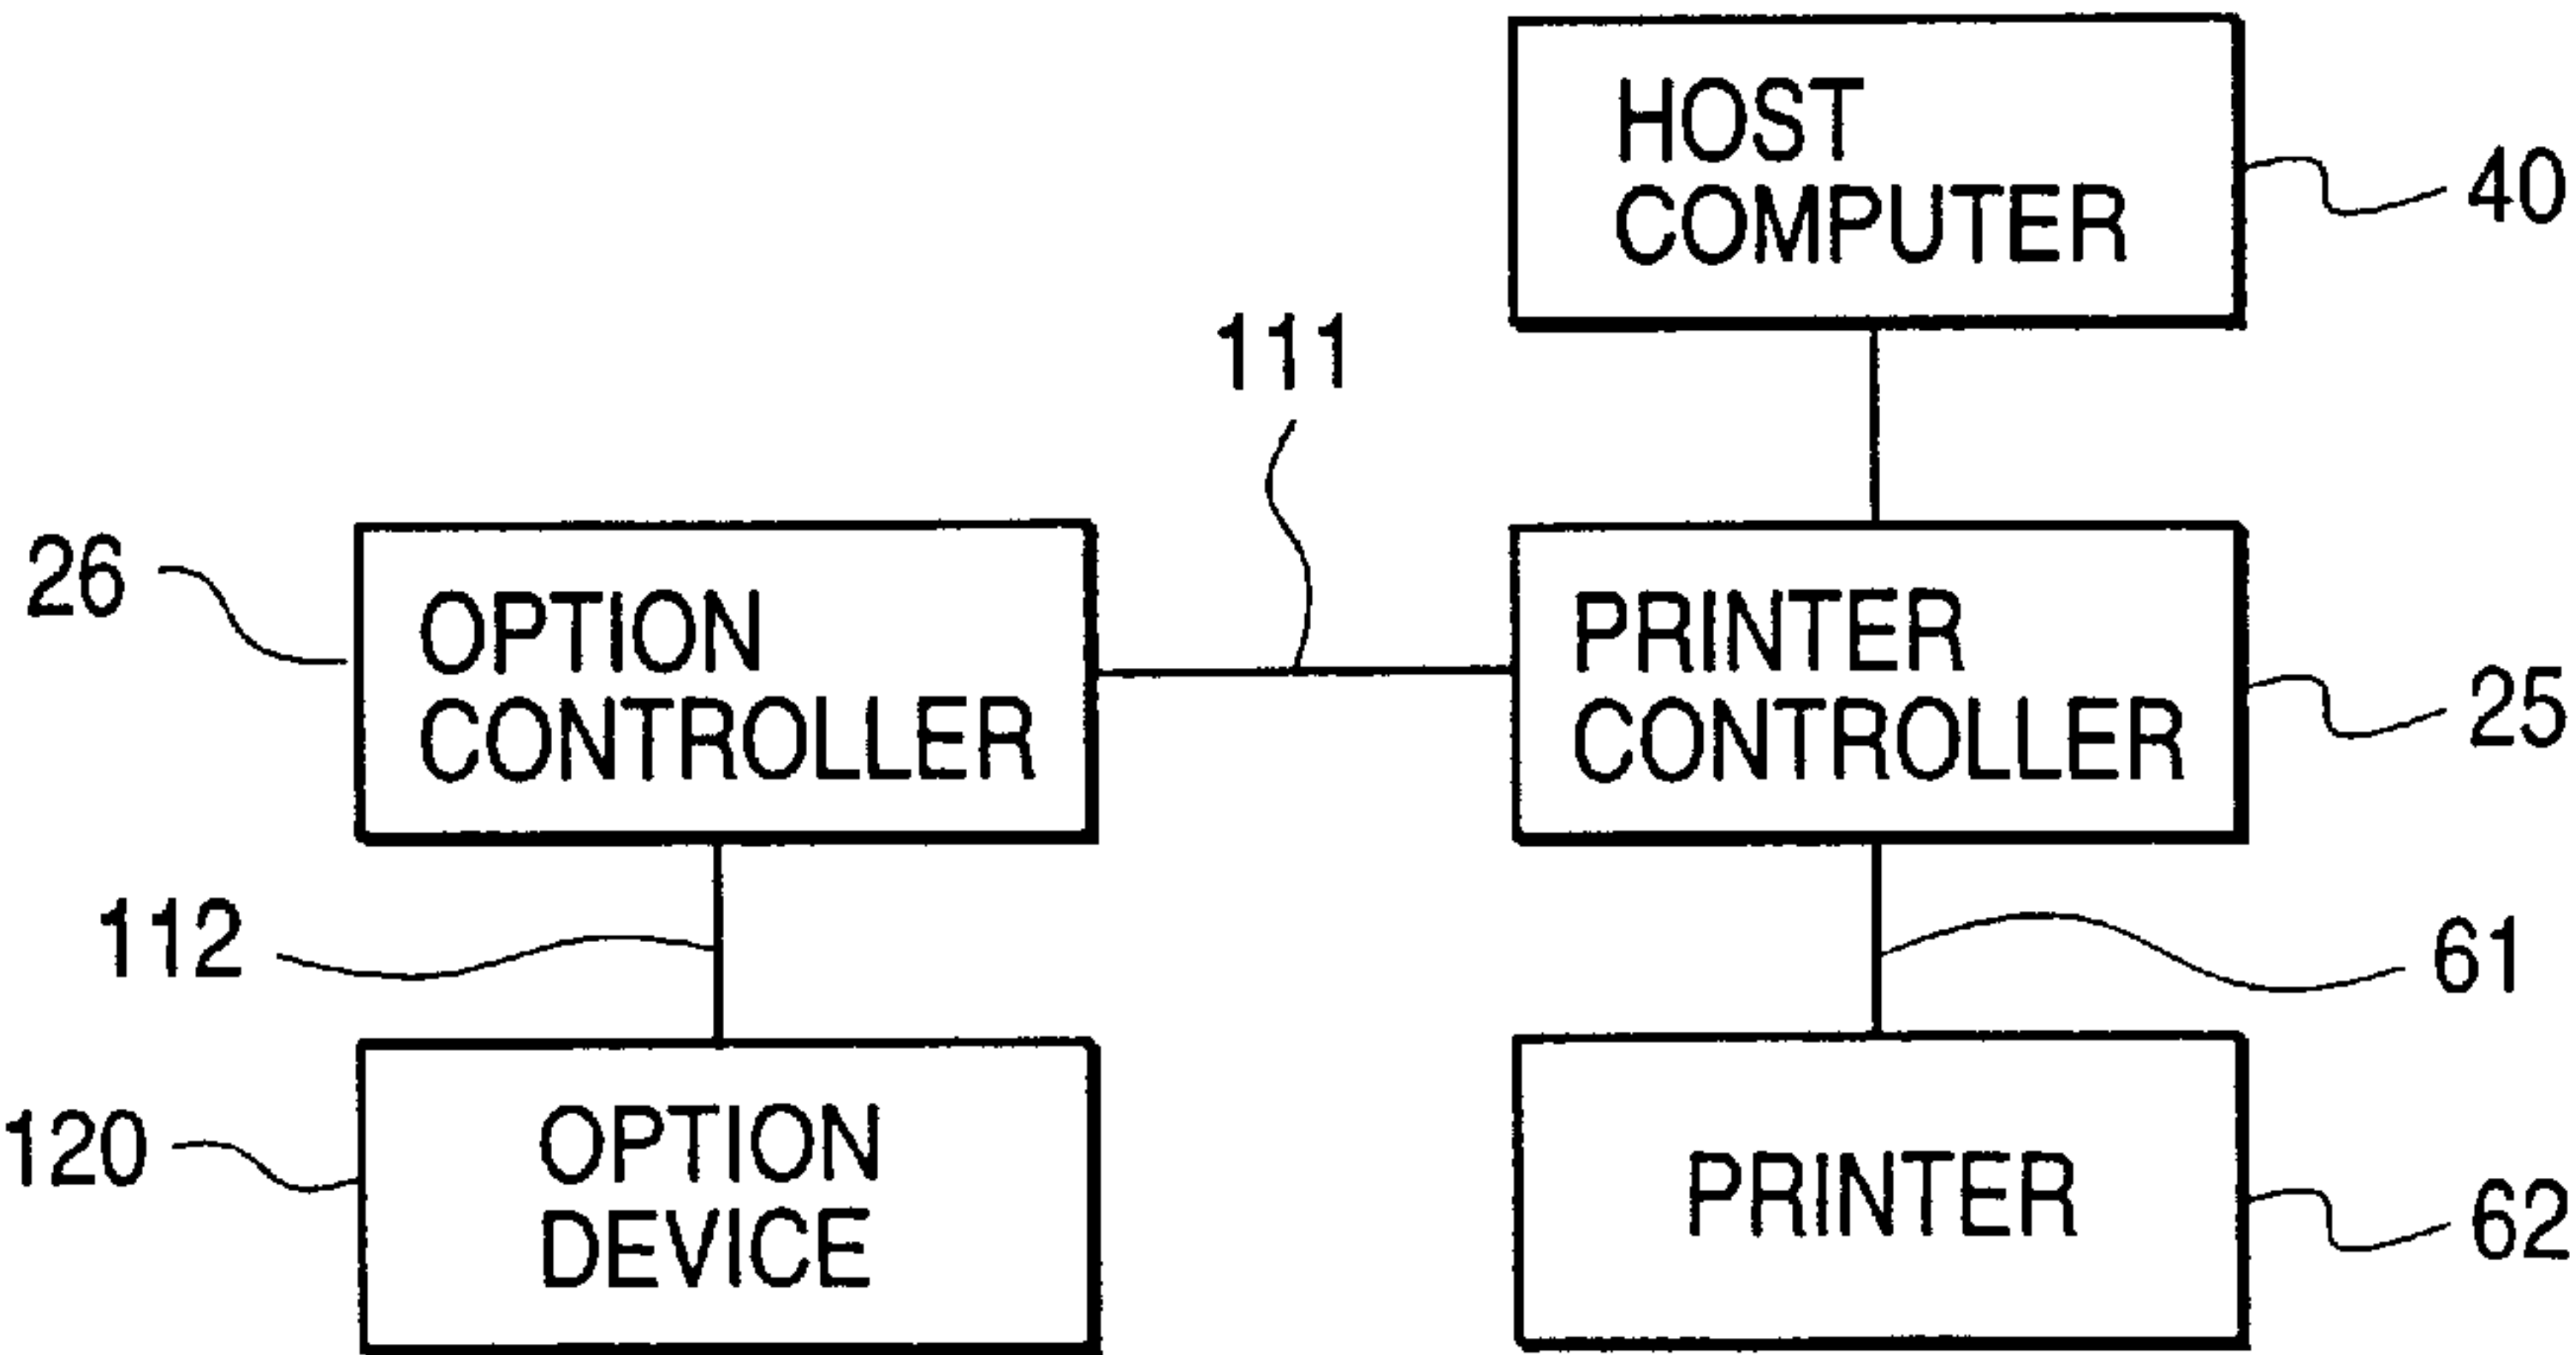 HOST
COMPUTER
40
111
26
OPTION
CONTROLLER
PRINTER
CONTROLLER
25
112
61
120
OPTION
DEVICE
PRINTER
62